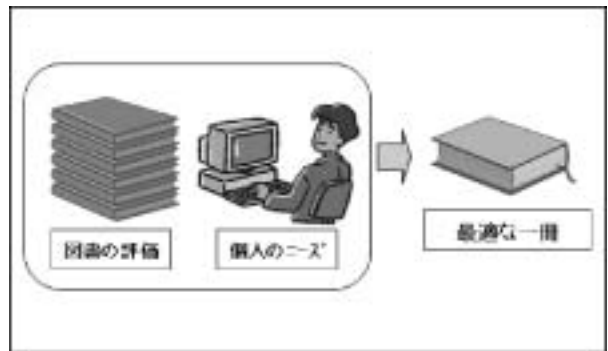 図書の評価
個人のニーズ
最適な一冊